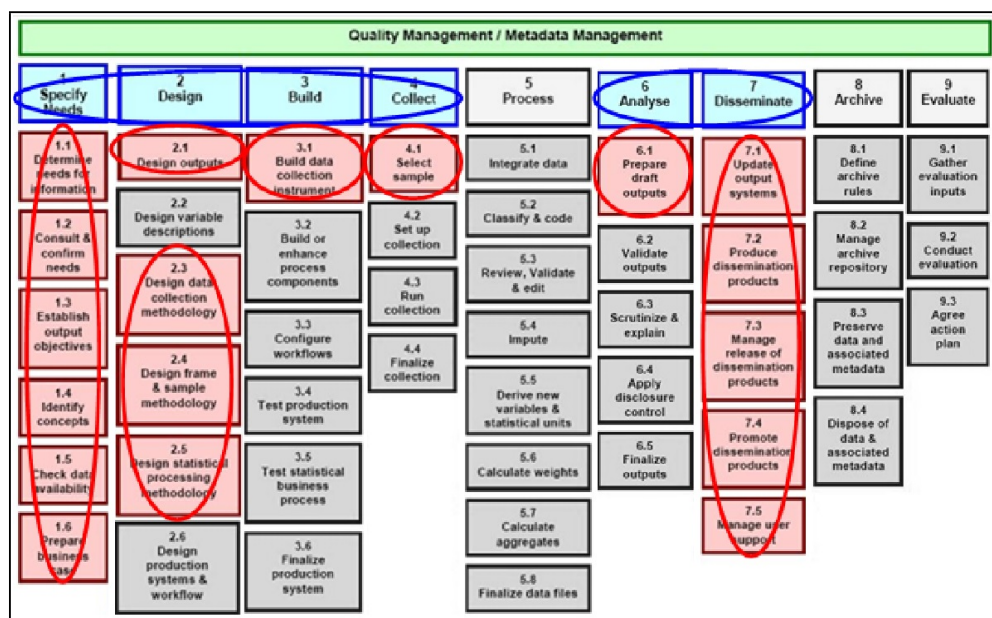 Quality Management / Metadata Management
1
Specify
Needs
2
Design
3
Build
4
Collect
5
Process
6
Analyse
7
Disseminate
8
Archive
9
Evaluate
1.1
Determine
needs for
information
1.2
Consult &
confirm
needs
1.3
Establish
output
objectives
1.4
Identify
concepts
1.5
Check data
availability
1.6
Prepare
business
case
2.1
Design outputs
2.2
Design variable
descriptions
2.3
Design data
collection
methodology
2.4
Design frame
& sample
methodology
2.5
Design statistical
processing
methodology
2.6
Design
production
systems &
workflow
3.1
Build data
collection
instrument
3.2
Build or
enhance
process
components
3.3
Configure
workflows
3.4
Test production
system
3.5
Test statistical
business
process
3.6
Finalize
production
system
4.1
Select
sample
4.2
Set up
collection
4.3
Run
collection
4.4
Finalize
collection
5.1
Integrate data
5.2
Classify & code
5.3
Review, Validate
& edit
5.4
Impute
5.5
Derive new
variables &
statistical units
5.6
Calculate weights
5.7
Calculate
aggregates
5.8
Finalize data files
6.1
Prepare
draft
outputs
6.2
Validate
outputs
6.3
Scrutinize &
explain
6.4
Apply
disclosure
control
6.5
Finalize
outputs
7.1
Update
output
systems
7.2
Produce
dissemination
products
7.3
Manage
release of
dissemination
products
7.4
Promote
dissemination
products
7.5
Manage user
support
8.1
Define
archive
rules
8.2
Manage
archive
repository
8.3
Preserve
data and
associated
metadata
8.4
Dispose of
data &
associated
metadata
9.1
Gather
evaluation
inputs
9.2
Conduct
evaluation
9.3
Agree
action
plan